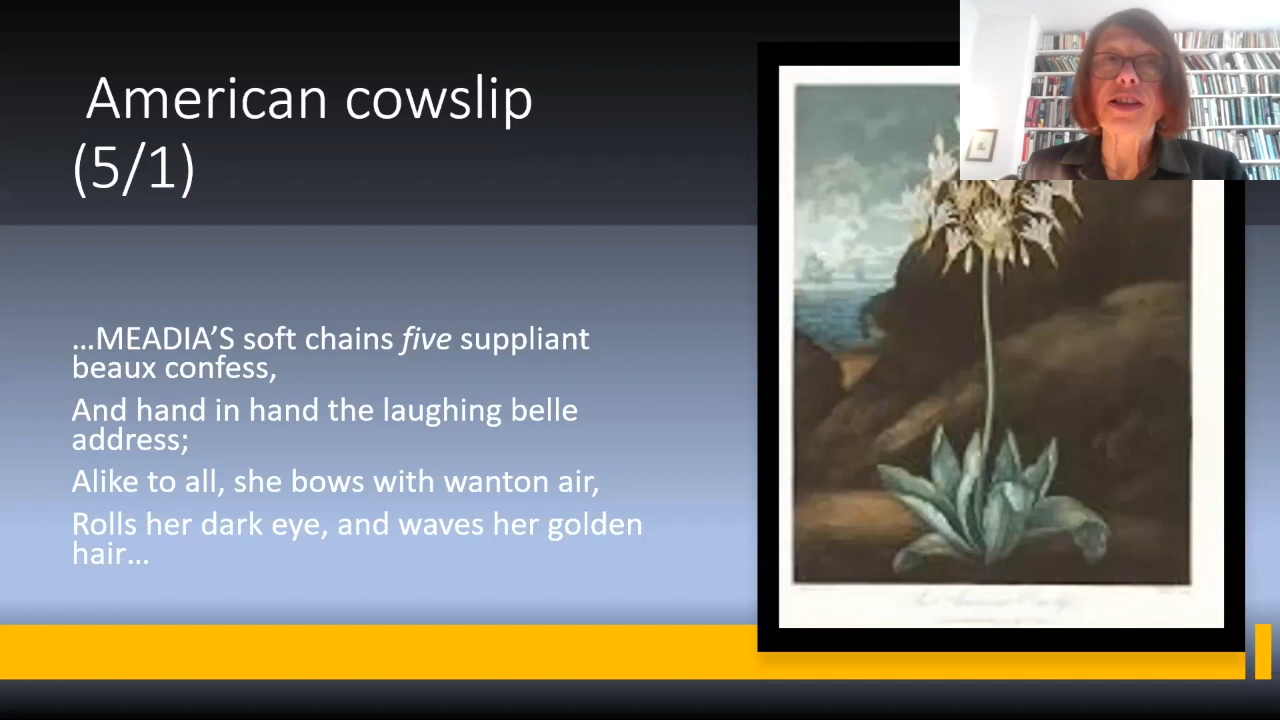 American cowslip
(5/1)
…MEADIA’S soft chains five suppliant
beaux confess,
And hand in hand the laughing belle
address;
Alike to all, she bows with wanton air,
Rolls her dark eye, and waves her golden
hair…